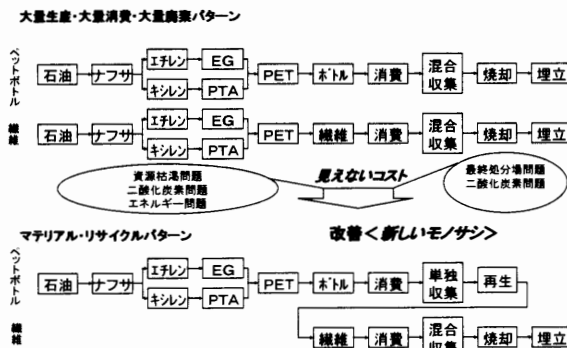 大量生産・大量消費・大量廃棄パターン
ペットボトル
石油 ナフサ エチレン EG キシレン PTA PET ボトル 消費 混合収集 焼却 埋立
繊維
石油 ナフサ エチレン EG キシレン PTA PET 繊維 消費 混合収集 焼却 埋立
資源枯渇問題
二酸化炭素問題
エネルギー問題
見えないコスト
最終処分場問題
二酸化炭素問題
マテリアル・リサイクルパターン
改善<新しいモノサシ>
ペットボトル
石油 ナフサ エチレン EG キシレン PTA PET ボトル 消費 単独収集 再生
繊維
繊維 消費 混合収集 焼却 埋立